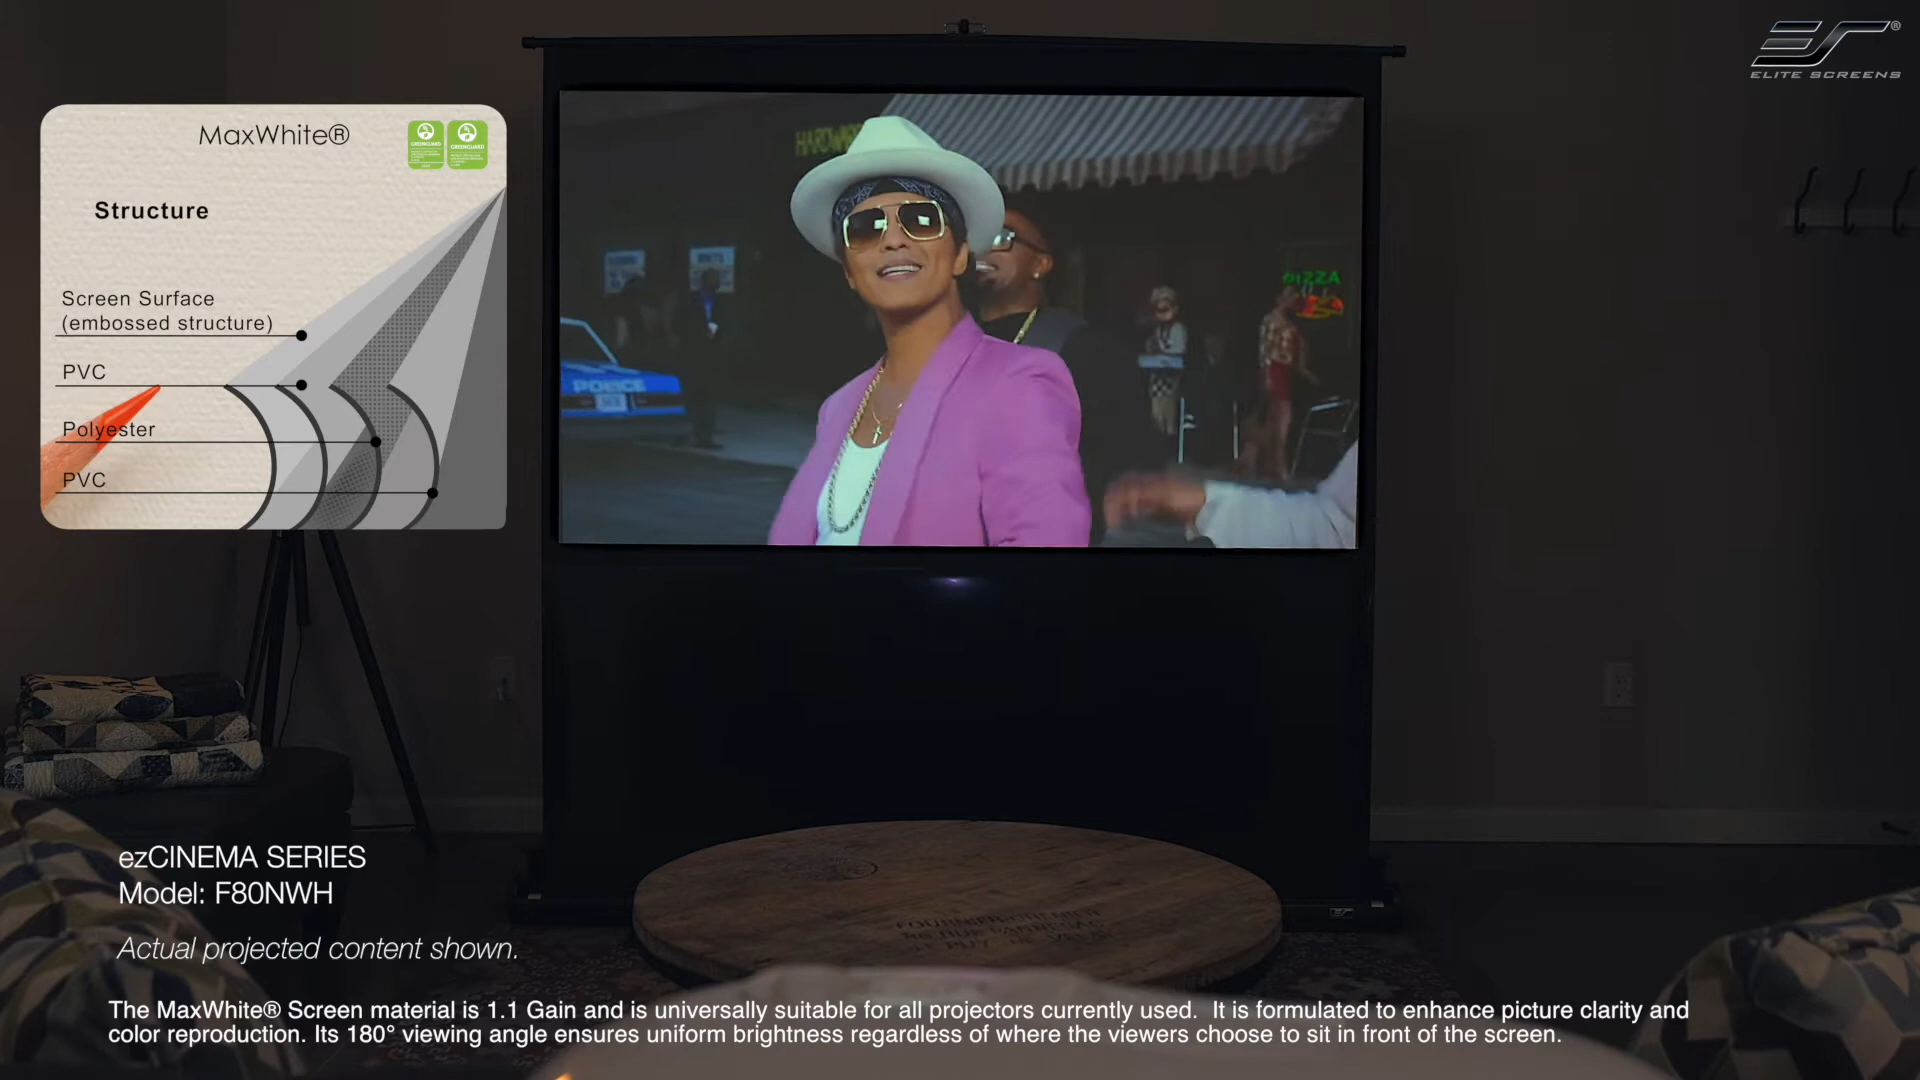 ELITE SCREENS
MaxWhite®
GREENGUARD
GREENGUARD
Structure
Screen Surface
(embossed structure)
PVC
Polyester
PVC
HARDWARE
PIZZA
POLICE
ezCINEMA SERIES
Model: F80NWH
Actual projected content shown.
The MaxWhite® Screen material is 1.1 Gain and is universally suitable for all projectors currently used. It is formulated to enhance picture clarity and
color reproduction. Its 180° viewing angle ensures uniform brightness regardless of where the viewers choose to sit in front of the screen.